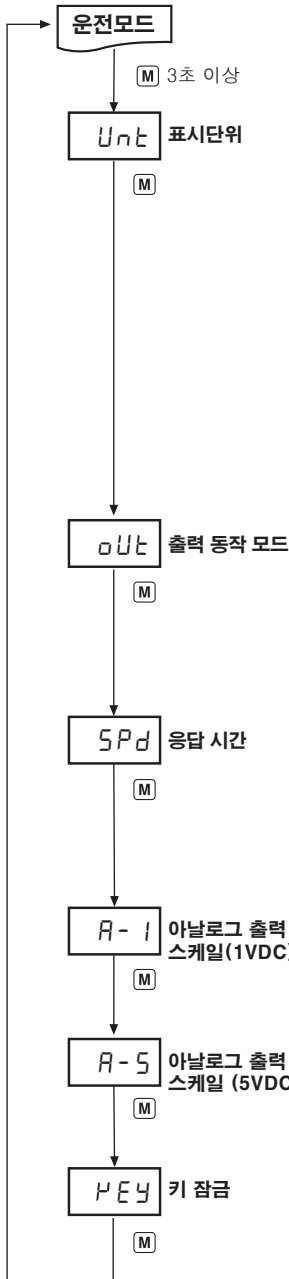 운전모드
M 3초 이상
Unt 표시단위
M
oUt 출력 동작 모드
M
SPd 응답 시간
M
A-1 아날로그 출력
스케일(1VDC)
M
A-5 아날로그 출력
스케일 (5VDC
M
KEY 키 잠금
M